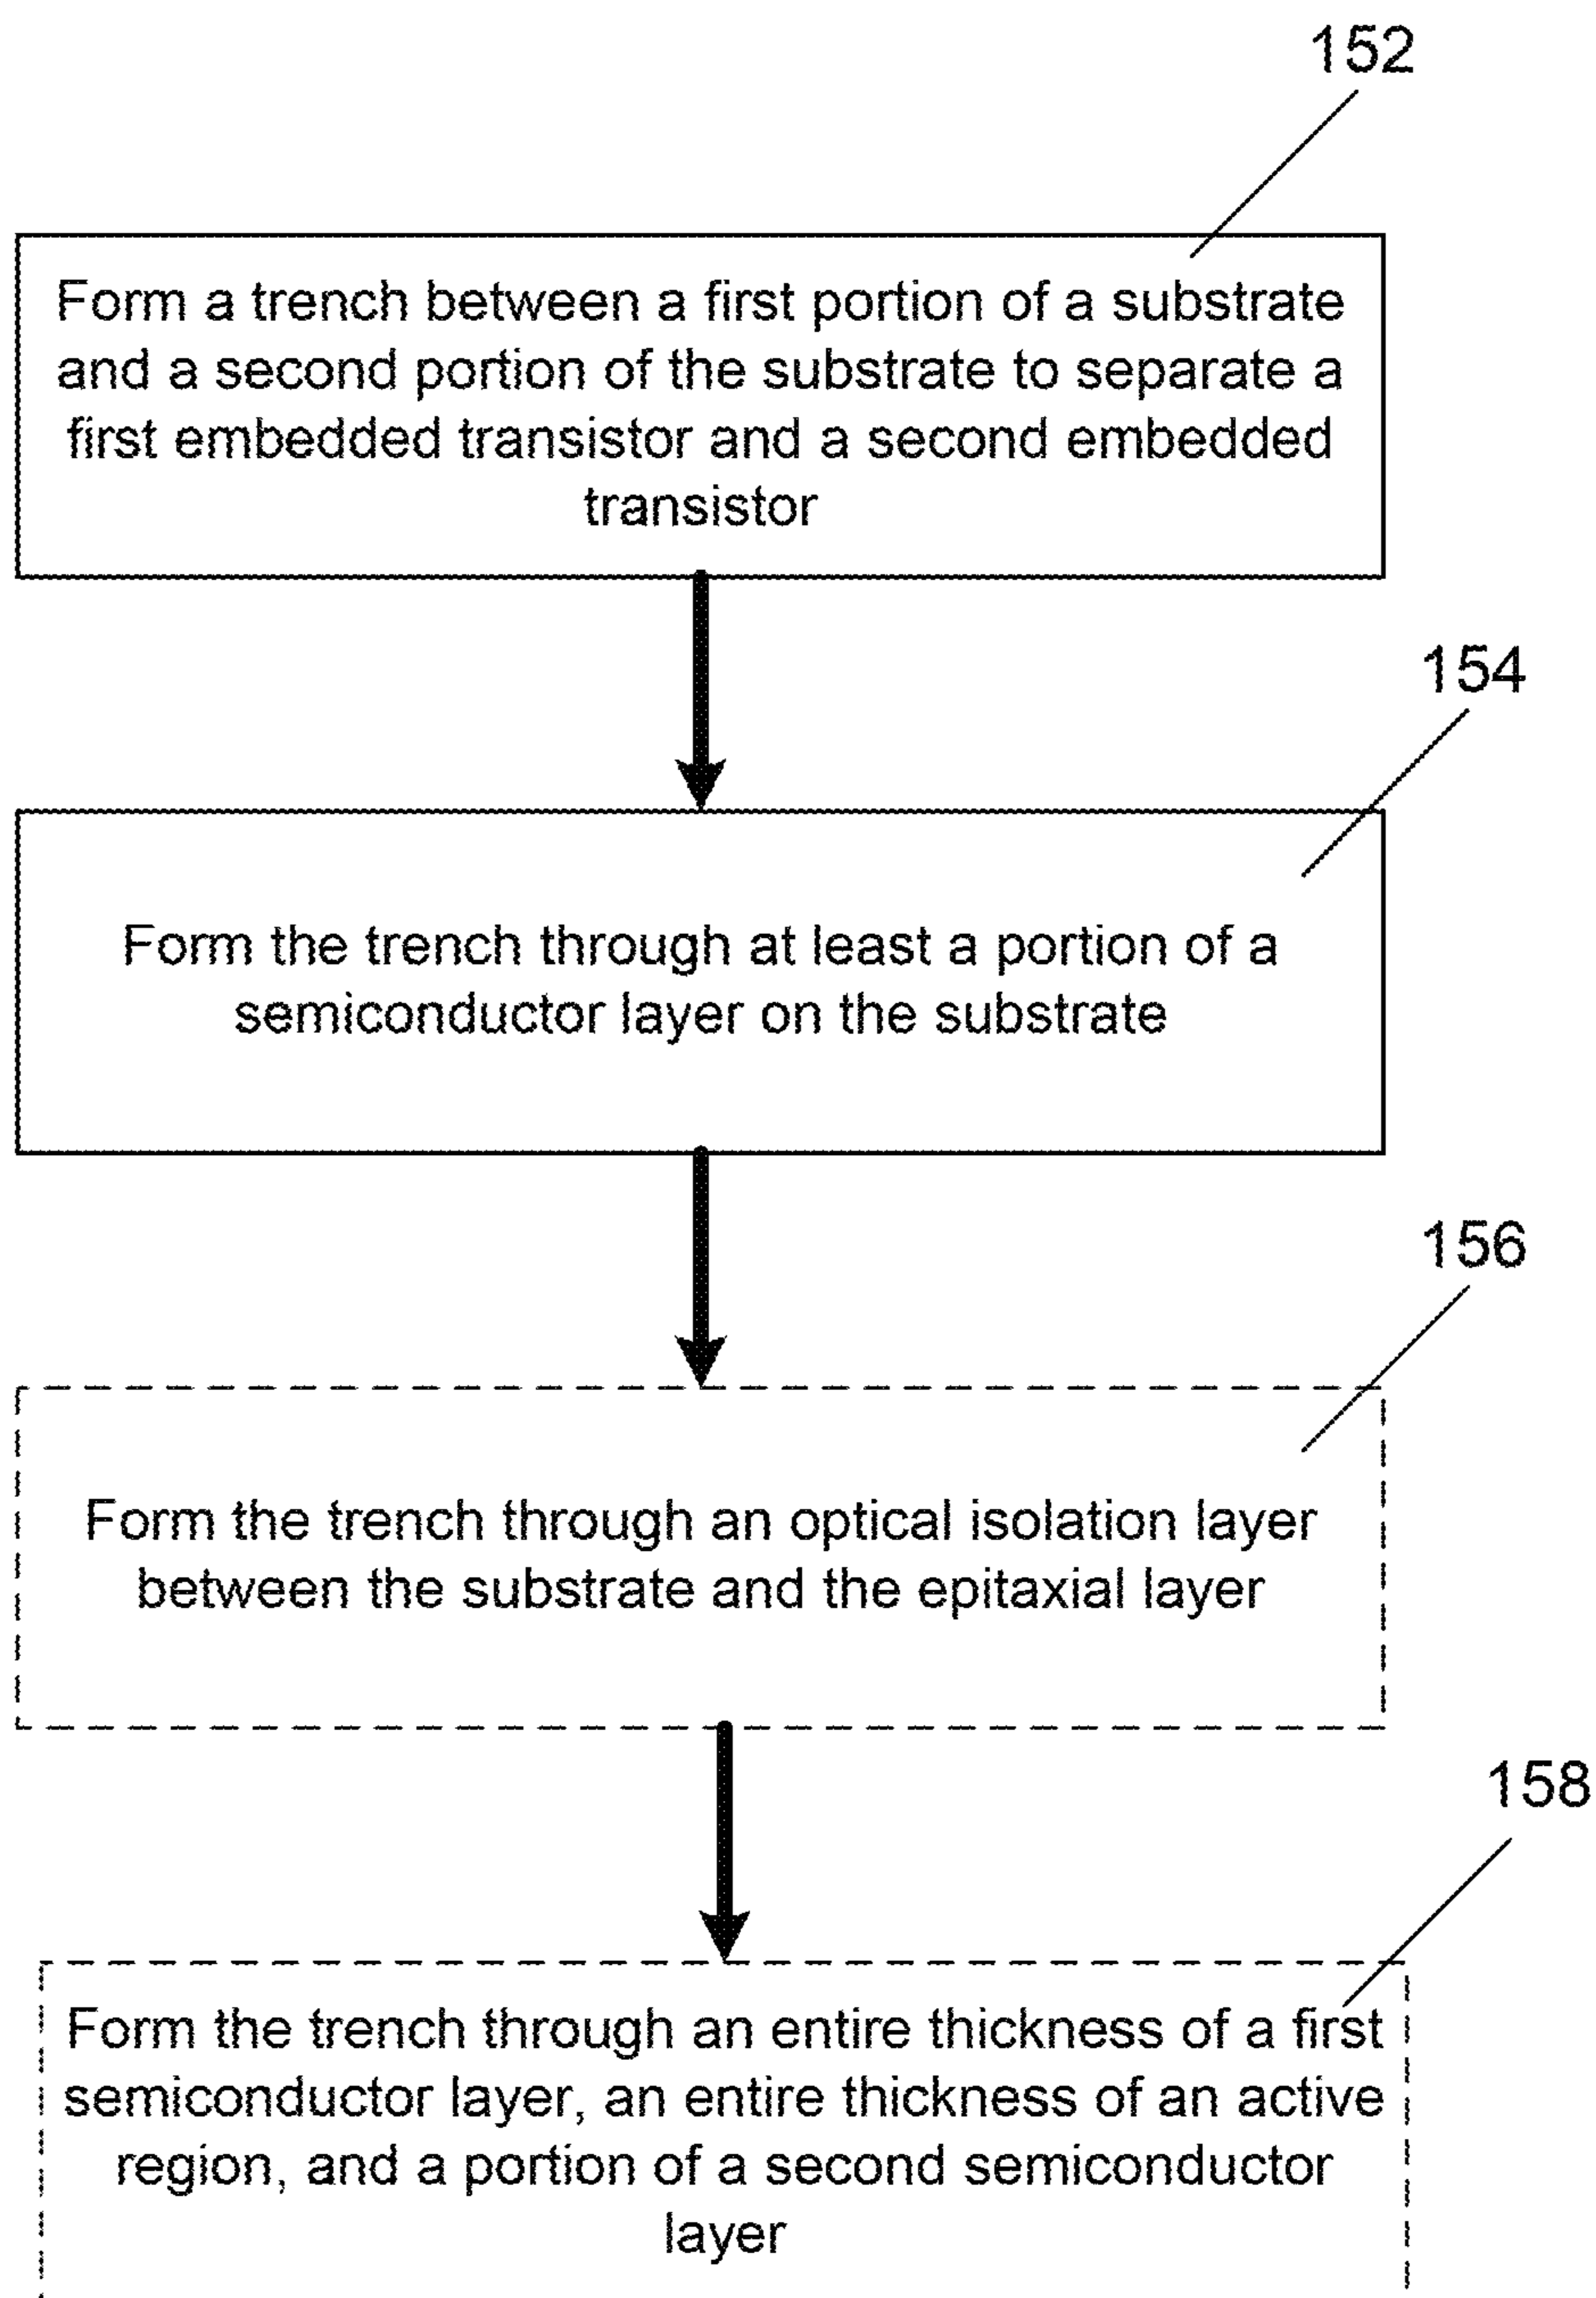 152
Form a trench between a first portion of a substrate
and a second portion of the substrate to separate a
first embedded transistor and a second embedded
transistor
154
Form the trench through at least a portion of a
semiconductor layer on the substrate
156
Form the trench through an optical isolation layer
between the substrate and the epitaxial layer
158
Form the trench through an entire thickness of a first
semiconductor layer, an entire thickness of an active
region, and a portion of a second semiconductor
layer